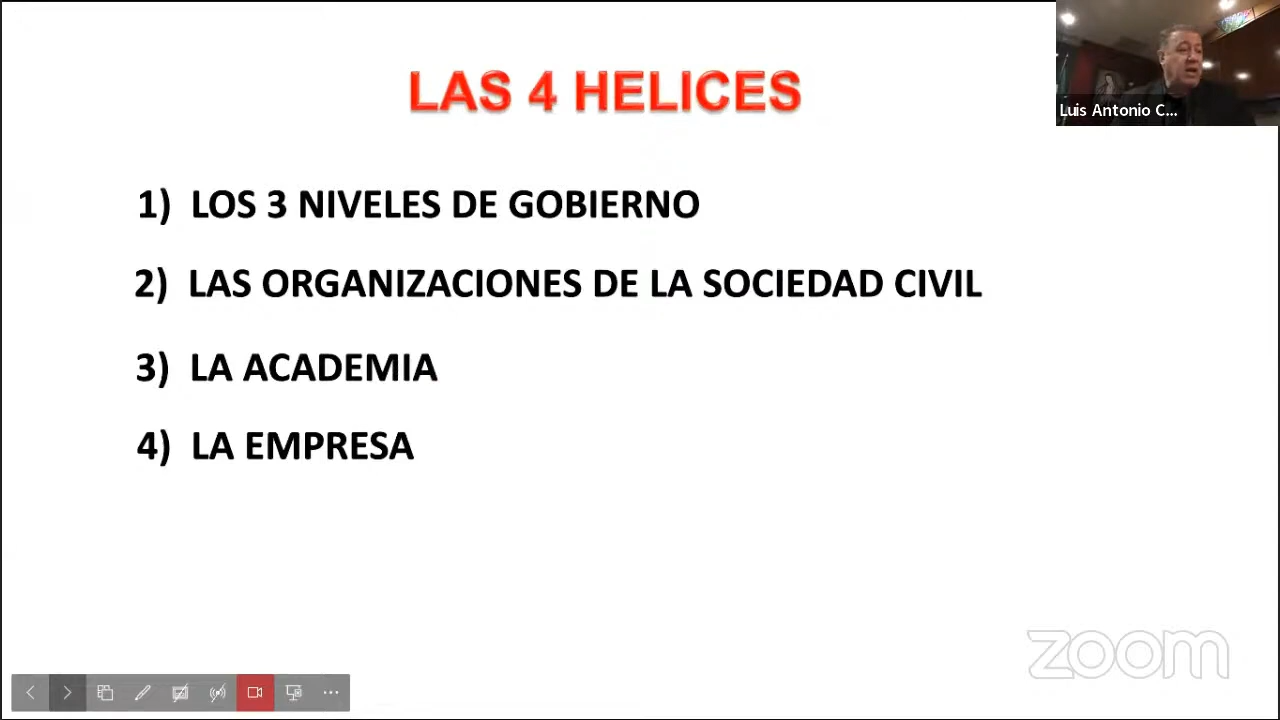 LAS 4 HELICES
Luis Antonio C...
1) LOS 3 NIVELES DE GOBIERNO
2) LAS ORGANIZACIONES DE LA SOCIEDAD CIVIL
3) LA ACADEMIA
4) LA EMPRESA
zoom